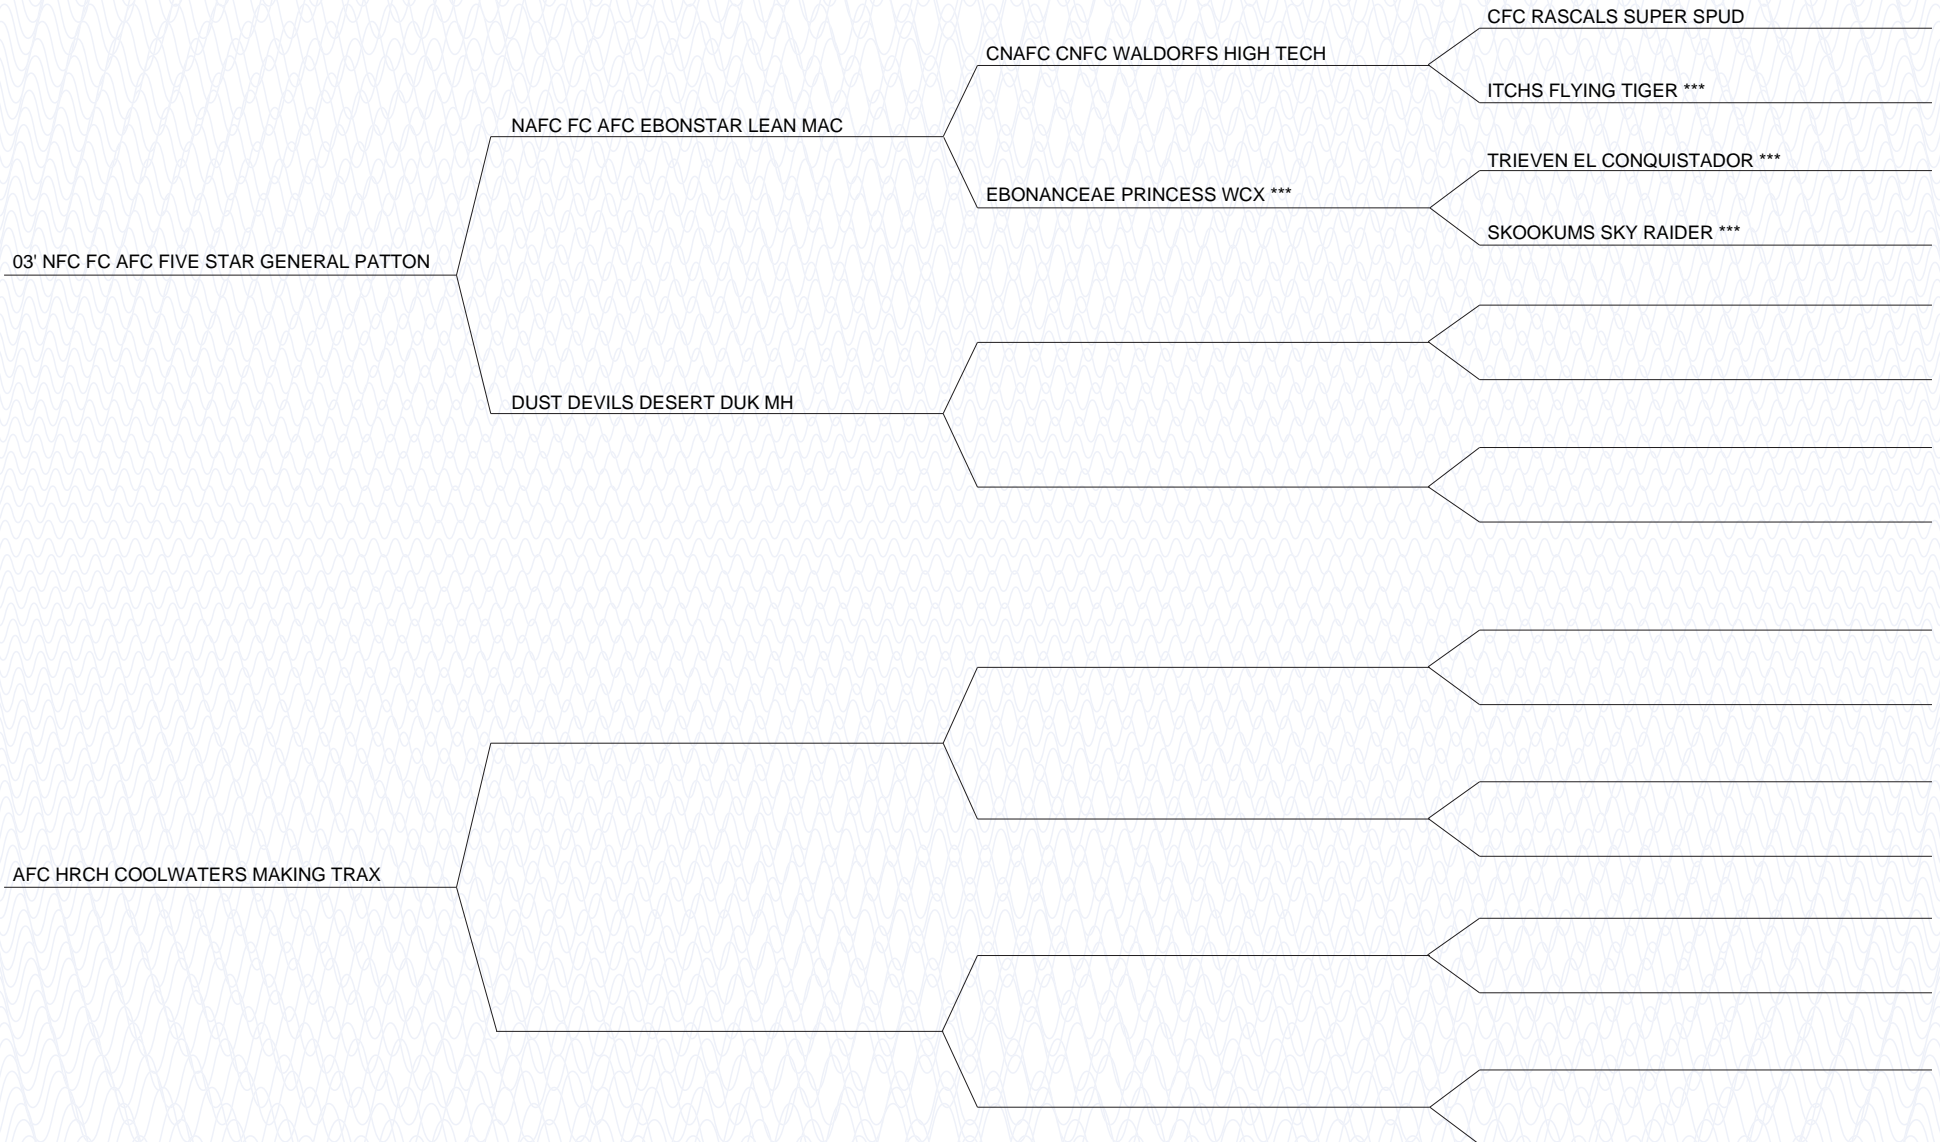 CFC RASCALS SUPER SPUD
CNAFC CNFC WALDORFS HIGH TECH
ITCHS FLYING TIGER ***
NAFC FC AFC EBONSTAR LEAN MAC
TRIEVEN EL CONQUISTADOR ***
EBONANCEAE PRINCESS WCX ***
SKOOKUMS SKY RAIDER ***
03' NFC FC AFC FIVE STAR GENERAL PATTON
DUST DEVILS DESERT DUK MH
AFC HRCH COOLWATERS MAKING TRAX